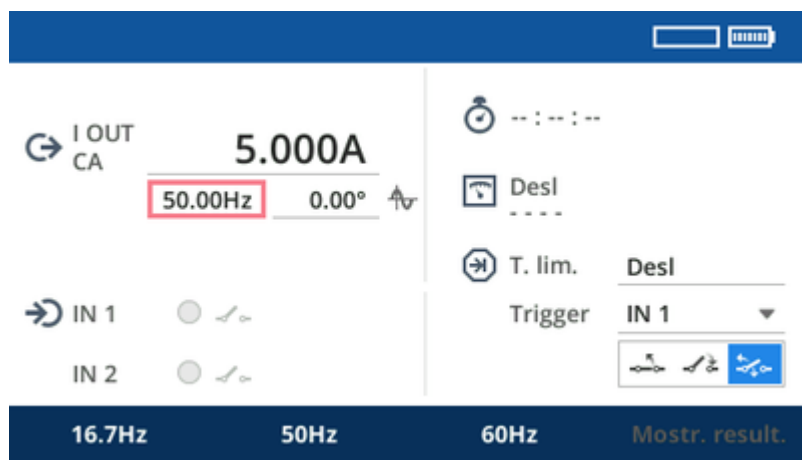 I OUT
CA
5.000A
50.00Hz
0.00°
IN 1
IN 2
-- : -- : --
Desl
- - - -
T. lim.
Desl
Trigger
IN 1
16.7Hz
50Hz
60Hz
Mostr. result.